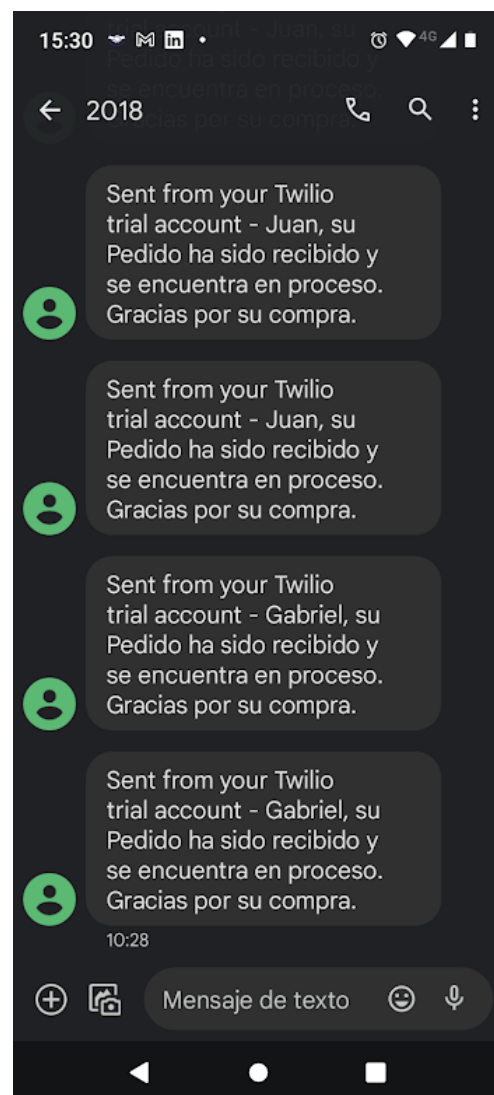 15:30
4G
2018
Sent from your Twilio
trial account - Juan, su
Pedido ha sido recibido y
se encuentra en proceso.
Gracias por su compra.
Sent from your Twilio
trial account - Juan, su
Pedido ha sido recibido y
se encuentra en proceso.
Gracias por su compra.
Sent from your Twilio
trial account - Gabriel, su
Pedido ha sido recibido y
se encuentra en proceso.
Gracias por su compra.
Sent from your Twilio
trial account - Gabriel, su
Pedido ha sido recibido y
se encuentra en proceso.
Gracias por su compra.
10:28
Mensaje de texto